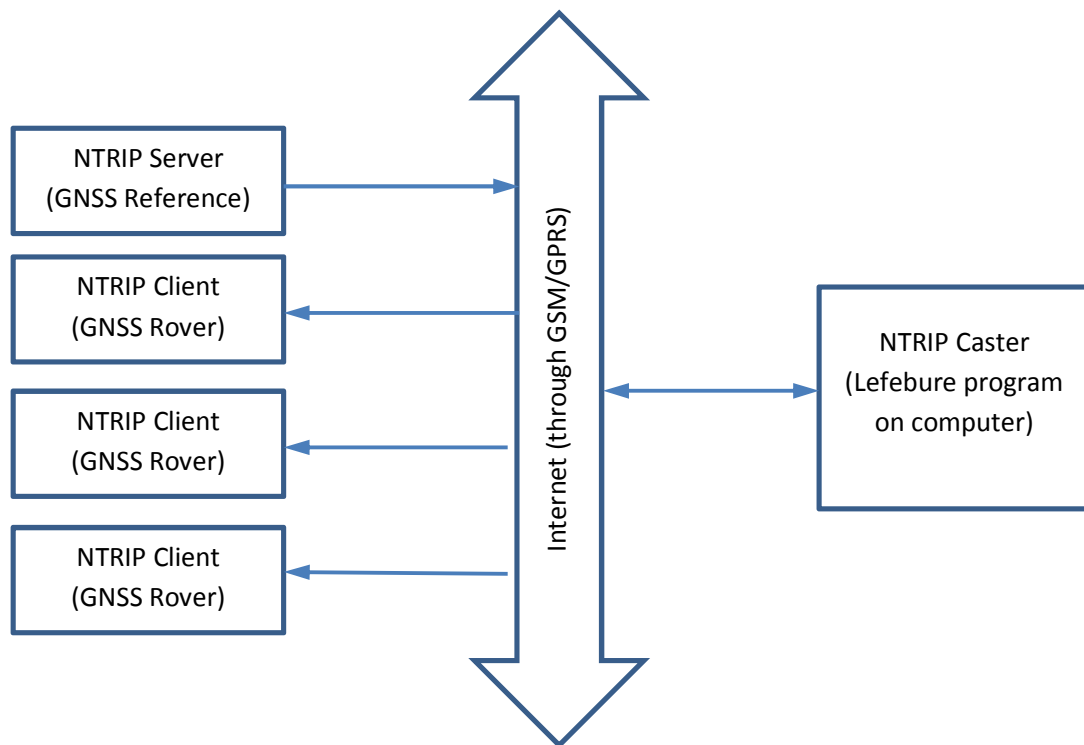 NTRIP Server
(GNSS Reference)
NTRIP Client
(GNSS Rover)
NTRIP Client
(GNSS Rover)
NTRIP Client
(GNSS Rover)
Internet (through GSM/GPRS)
NTRIP Caster
(Lefebure program
on computer)